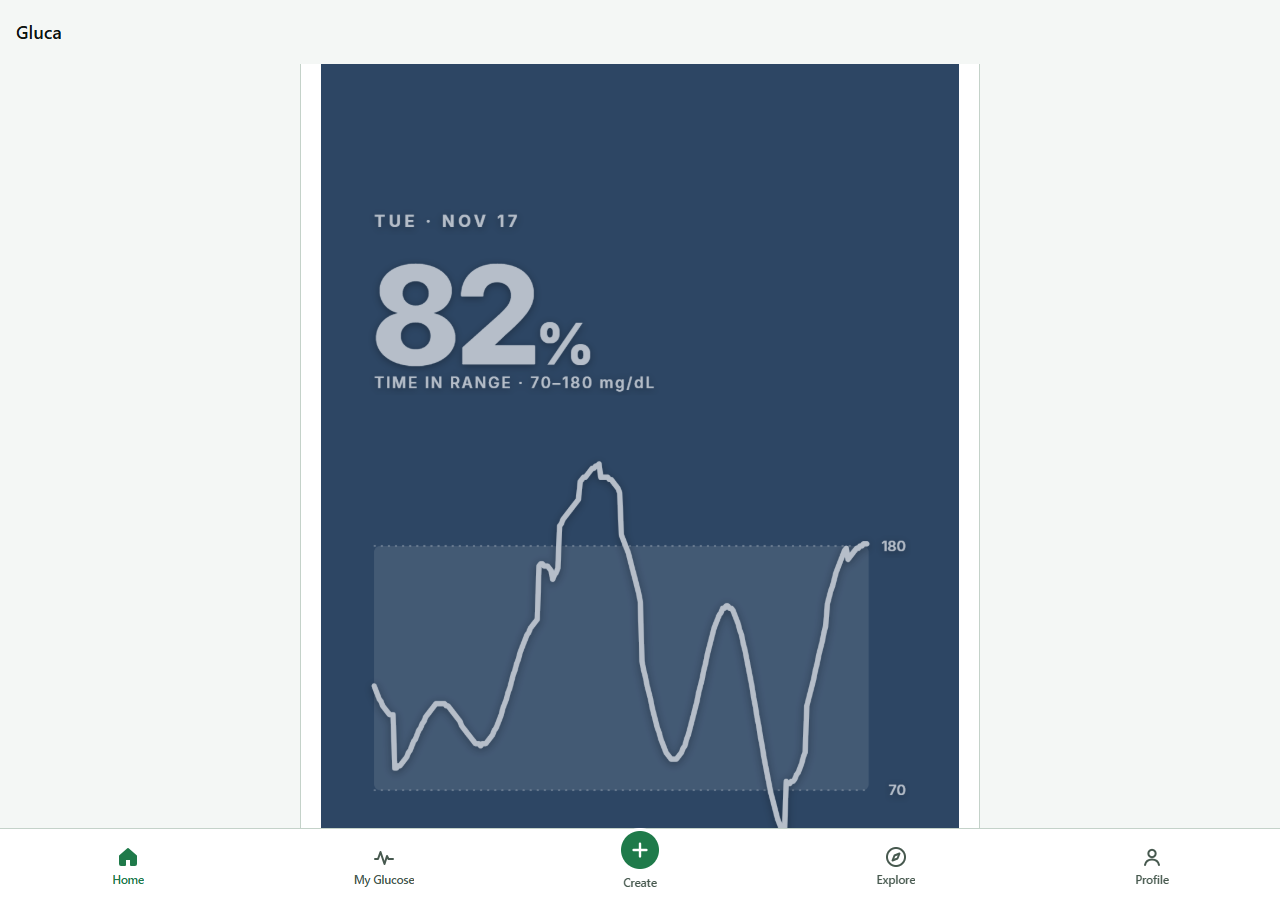 Gluca
TUE · NOV 17
82%
TIME IN RANGE · 70–180 mg/dL
180
70
Home
My Glucose
Create
Explore
Profile